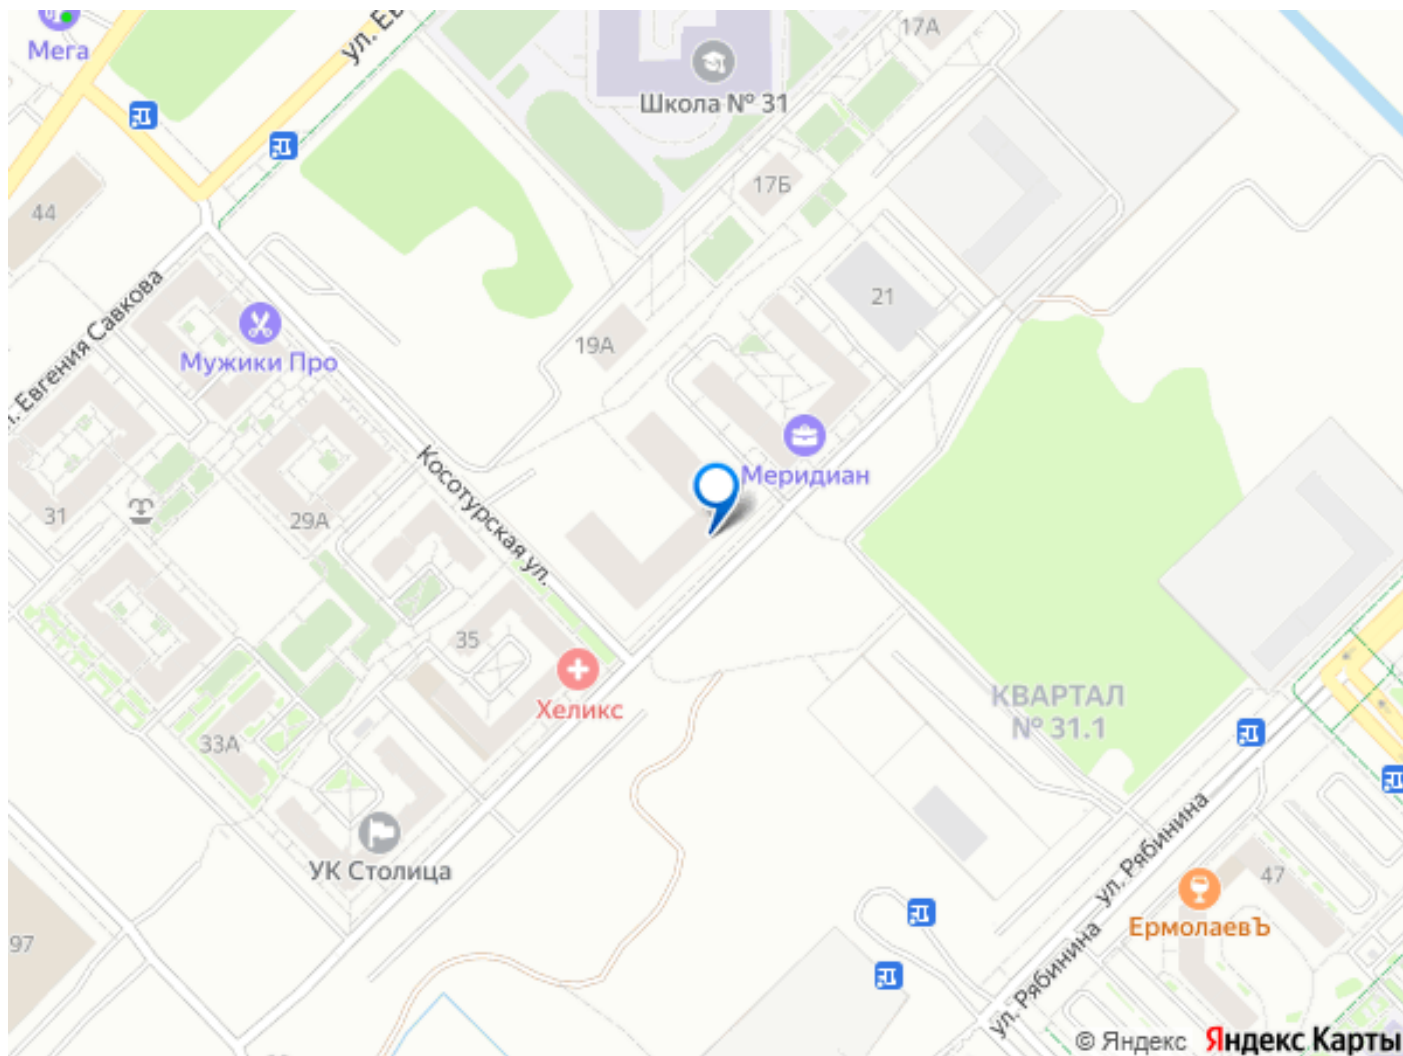 Мега
ул. Ев
17А
Школа № 31
44
17Б
21
19А
Мужики Про
л. Евгения Савкова
Косотурская ул.
Меридиан
31
29А
35
Хеликс
КВАРТАЛ
№ 31.1
33А
УК Столица
ул. Рябинина
47
ЕрмолаевЪ
97
ул. Рябинина
© Яндекс Яндекс Карты